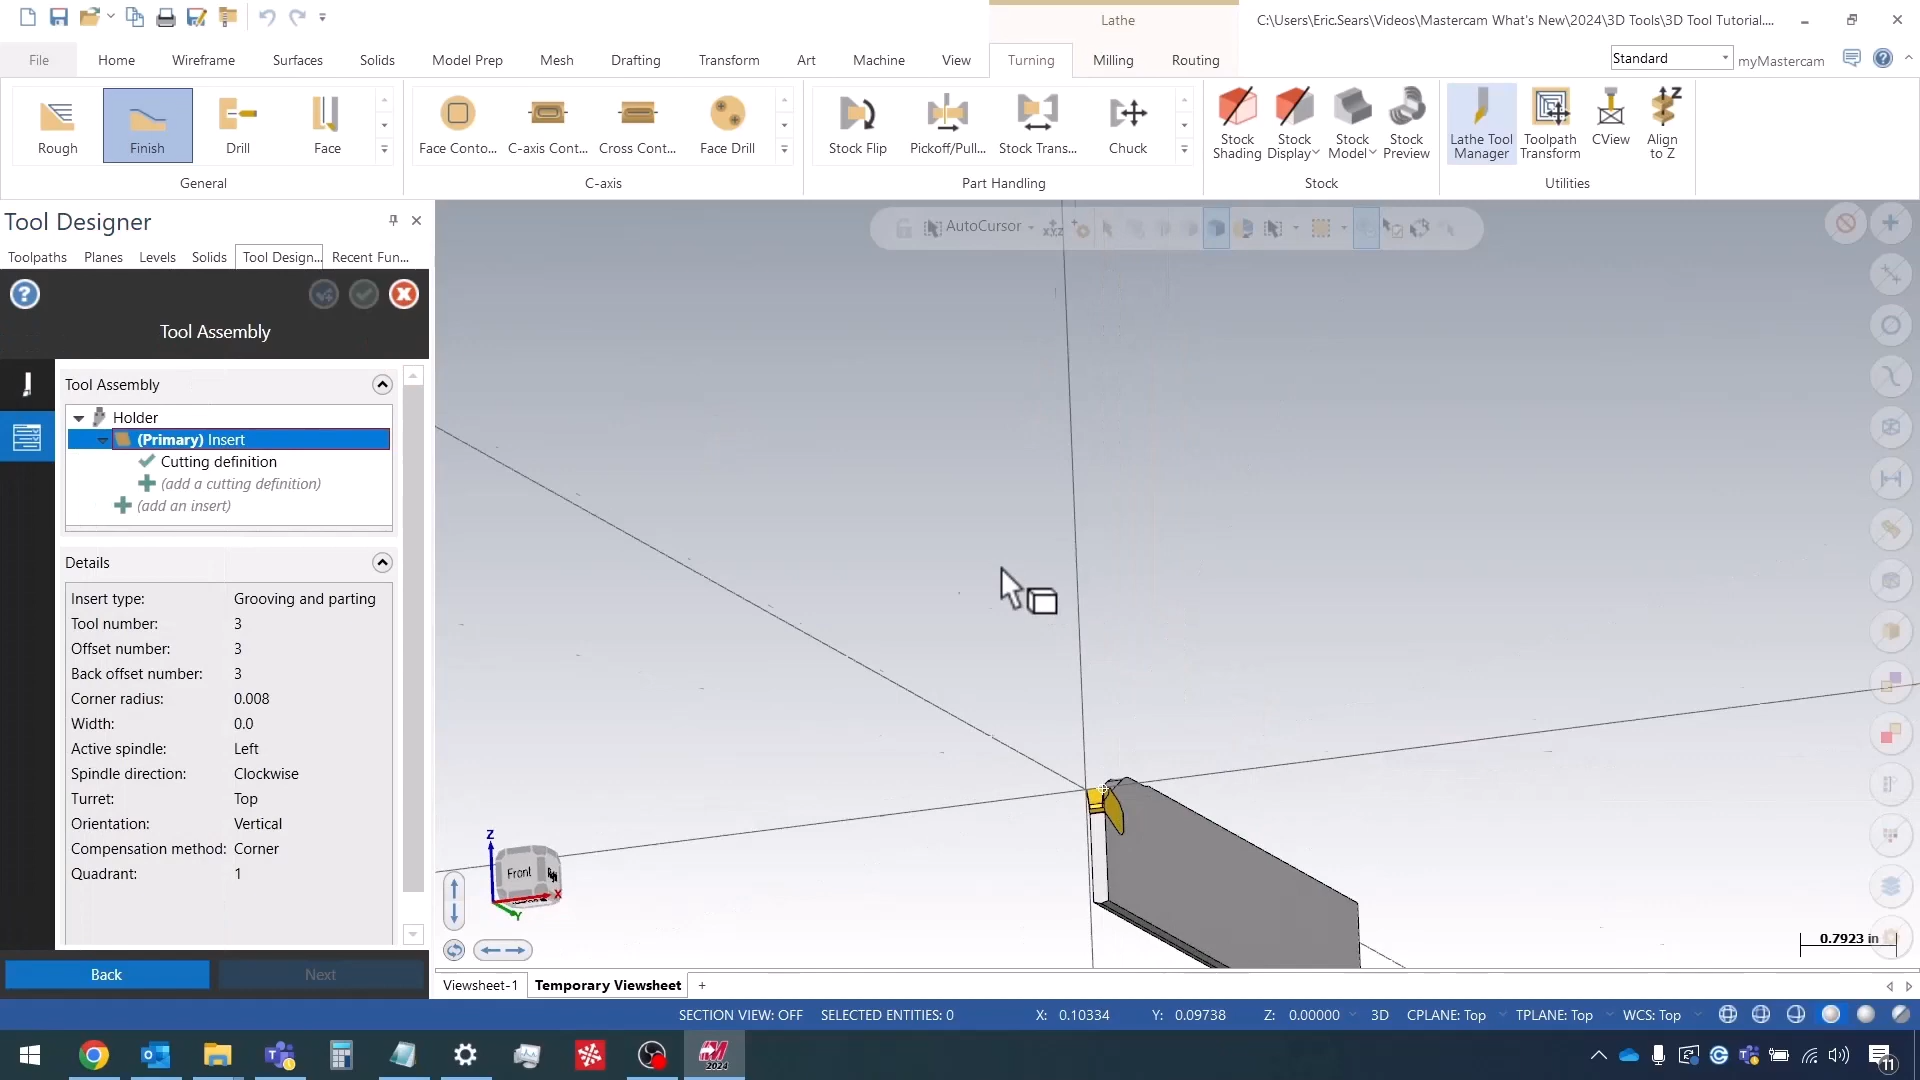 Lathe
C:\Users\Eric.Sears\Videos\Mastercam What's New\2024\3D Tools\3D Tool Tutorial....
File
Home
Wireframe
Surfaces
Solids
Model Prep
Mesh
Drafting
Transform
Art
Machine
View
Turning
Milling
Routing
Standard
myMastercam
Rough
Finish
Drill
Face
Face Conto...
C-axis Cont...
Cross Cont...
Face Drill
Stock Flip
Pickoff/Pull...
Stock Trans...
Chuck
Stock
Shading
Stock
Display
Stock
Model
Stock
Preview
Lathe Tool
Manager
Toolpath
Transform
CView
Align
to Z
General
C-axis
Part Handling
Stock
Utilities
Tool Designer
Toolpaths
Planes
Levels
Solids
Tool Design...
Recent Fun...
AutoCursor
Tool Assembly
Tool Assembly
Holder
(Primary) Insert
Cutting definition
(add a cutting definition)
(add an insert)
Details
Insert type: Grooving and parting
Tool number: 3
Offset number: 3
Back offset number: 3
Corner radius: 0.008
Width: 0.0
Active spindle: Left
Spindle direction: Clockwise
Turret: Top
Orientation: Vertical
Compensation method: Corner
Quadrant: 1
Back
Next
Z
Front
X
Y
0.7923 in
Viewsheet-1
Temporary Viewsheet
+
SECTION VIEW: OFF
SELECTED ENTITIES: 0
X: 0.10334
Y: 0.09738
Z: 0.00000
3D
CPLANE: Top
TPLANE: Top
WCS: Top
2024
11